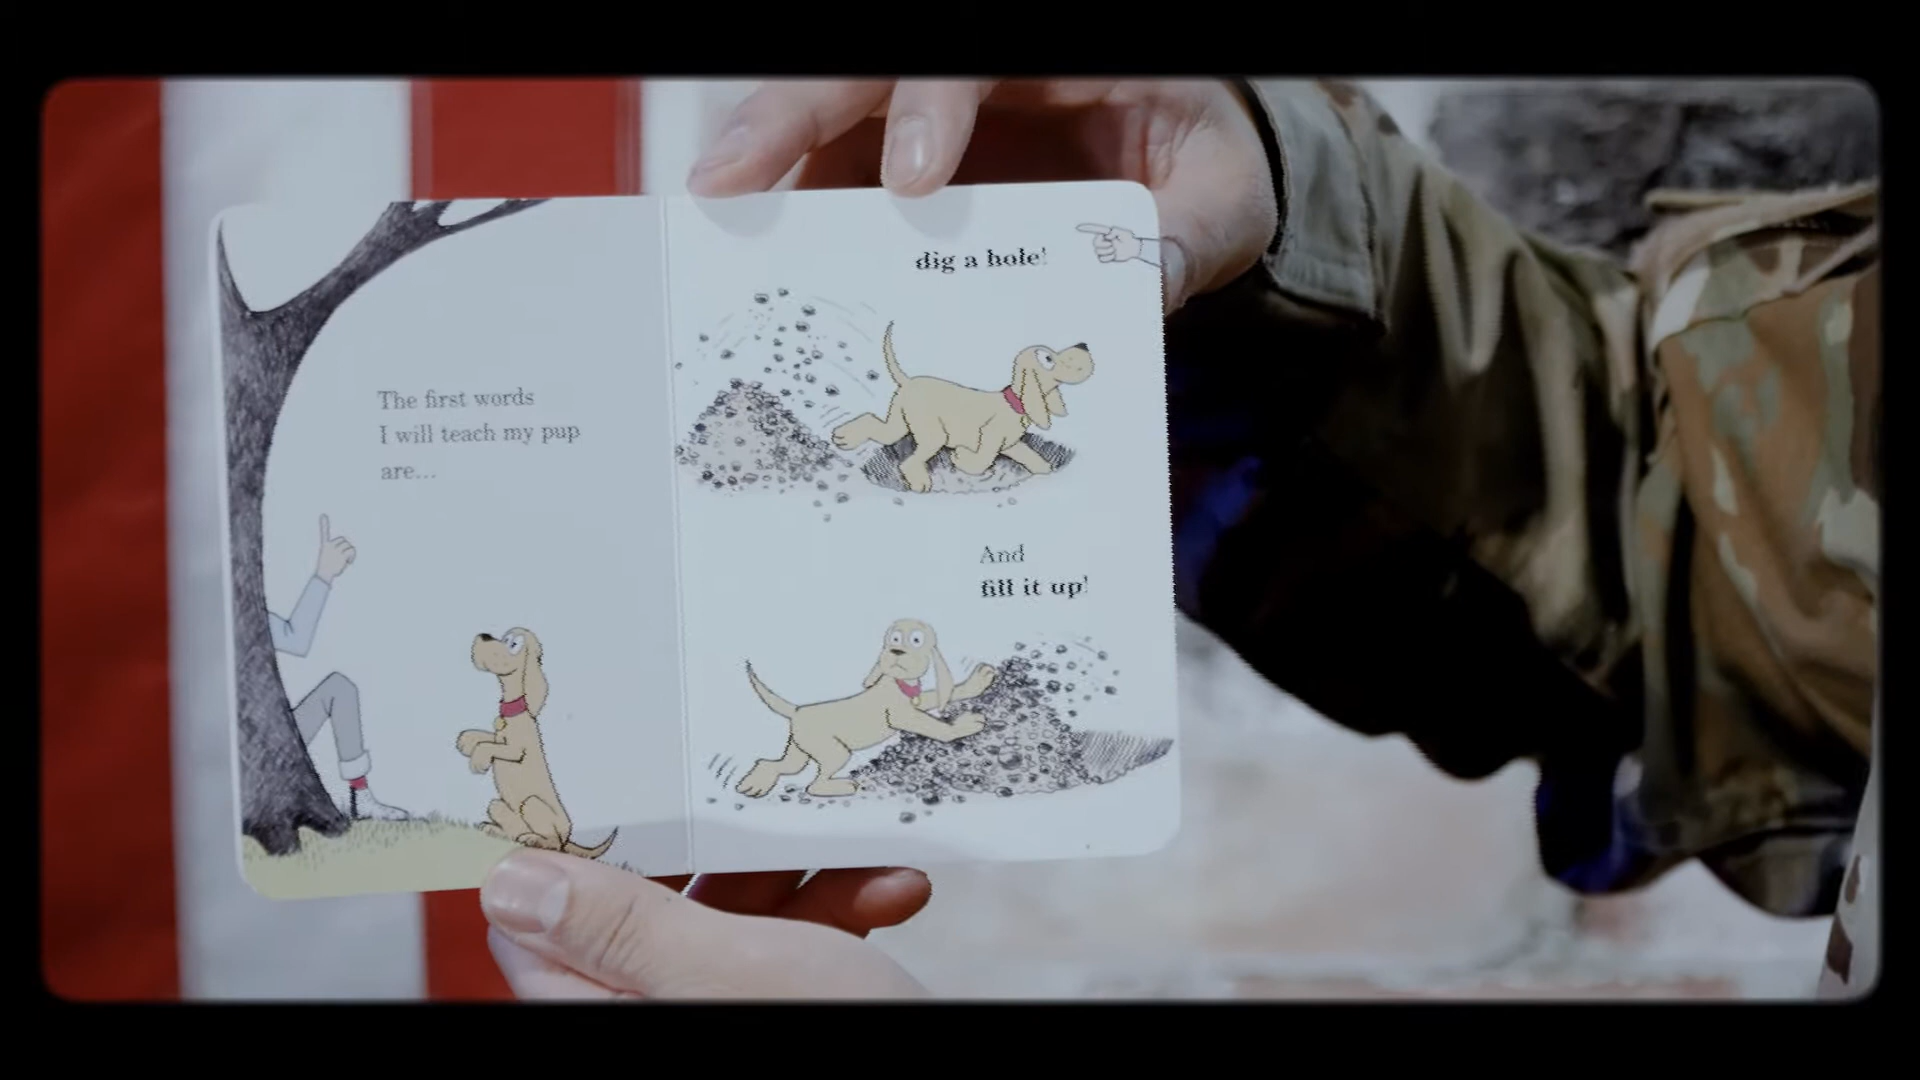 The first words
I will teach my pup
are...
dig a hole!
And
fill it up!